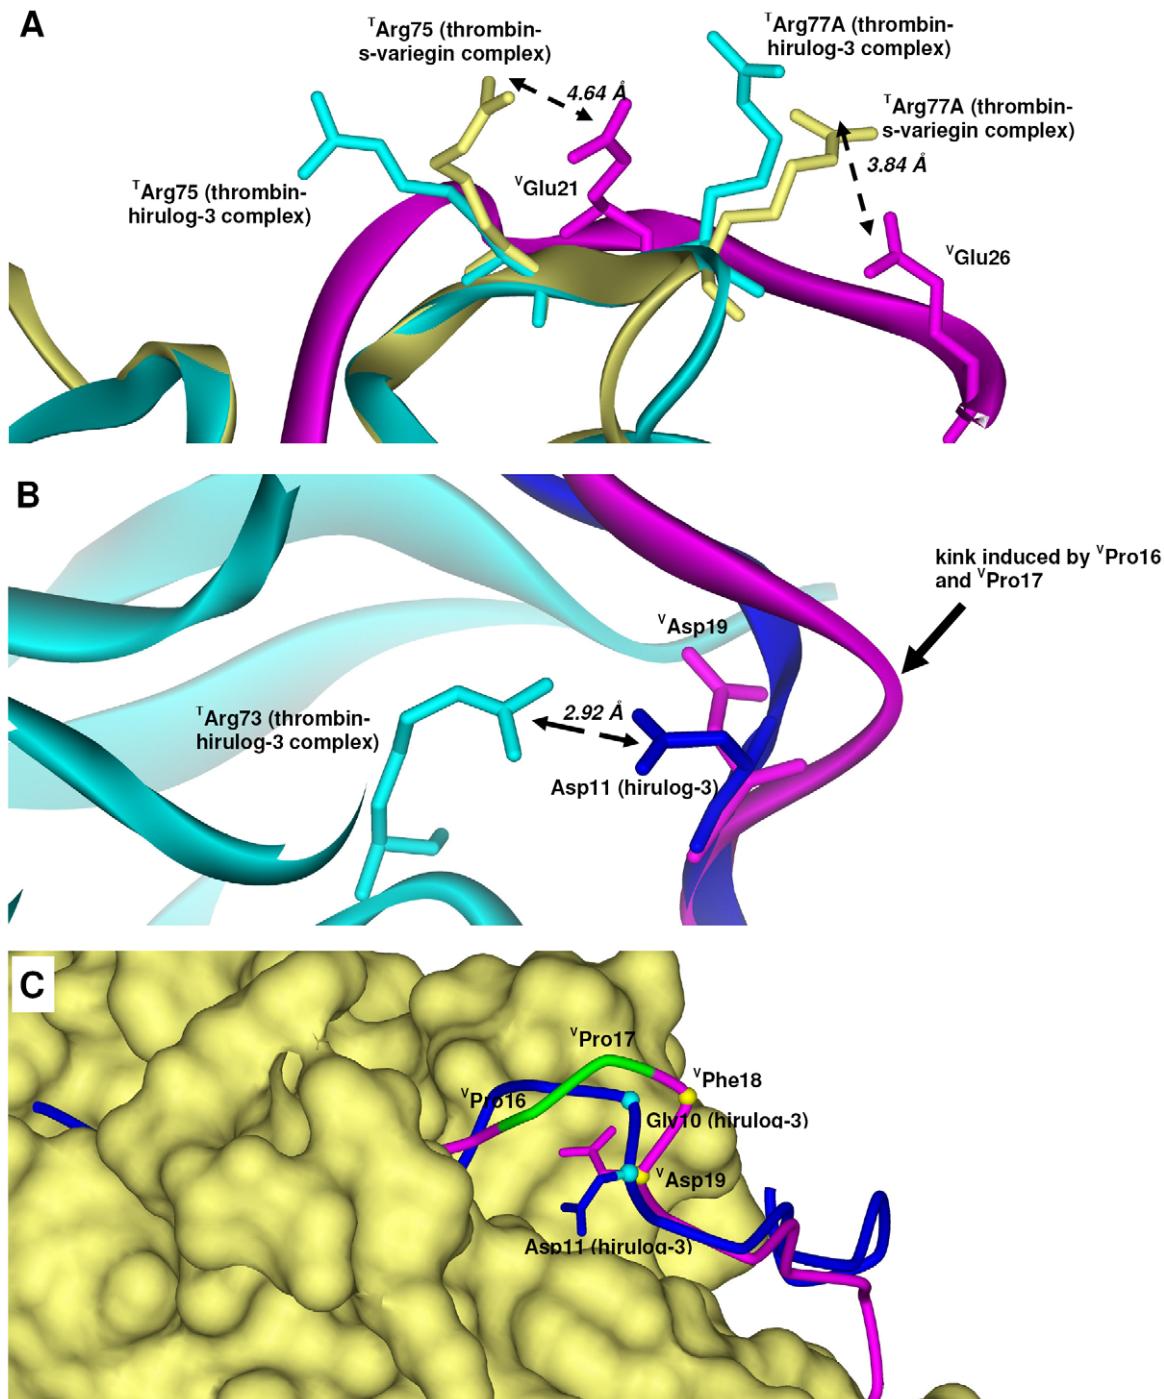 A
TArg75 (thrombin-
s-variegin complex)
TArg77A (thrombin-
hirulog-3 complex)
4.64 Å
TArg77A (thrombin-
s-variegin complex)
3.84 Å
TArg75 (thrombin-
hirulog-3 complex)
VGlu21
VGlu26
B
kink induced by VPro16
and VPro17
VAsp19
TArg73 (thrombin-
hirulog-3 complex)
2.92 Å
Asp11 (hirulog-3)
C
VPro17
VPhe18
VPro16
Gly10 (hirulog-3)
VAsp19
Asp11 (hirulog-3)